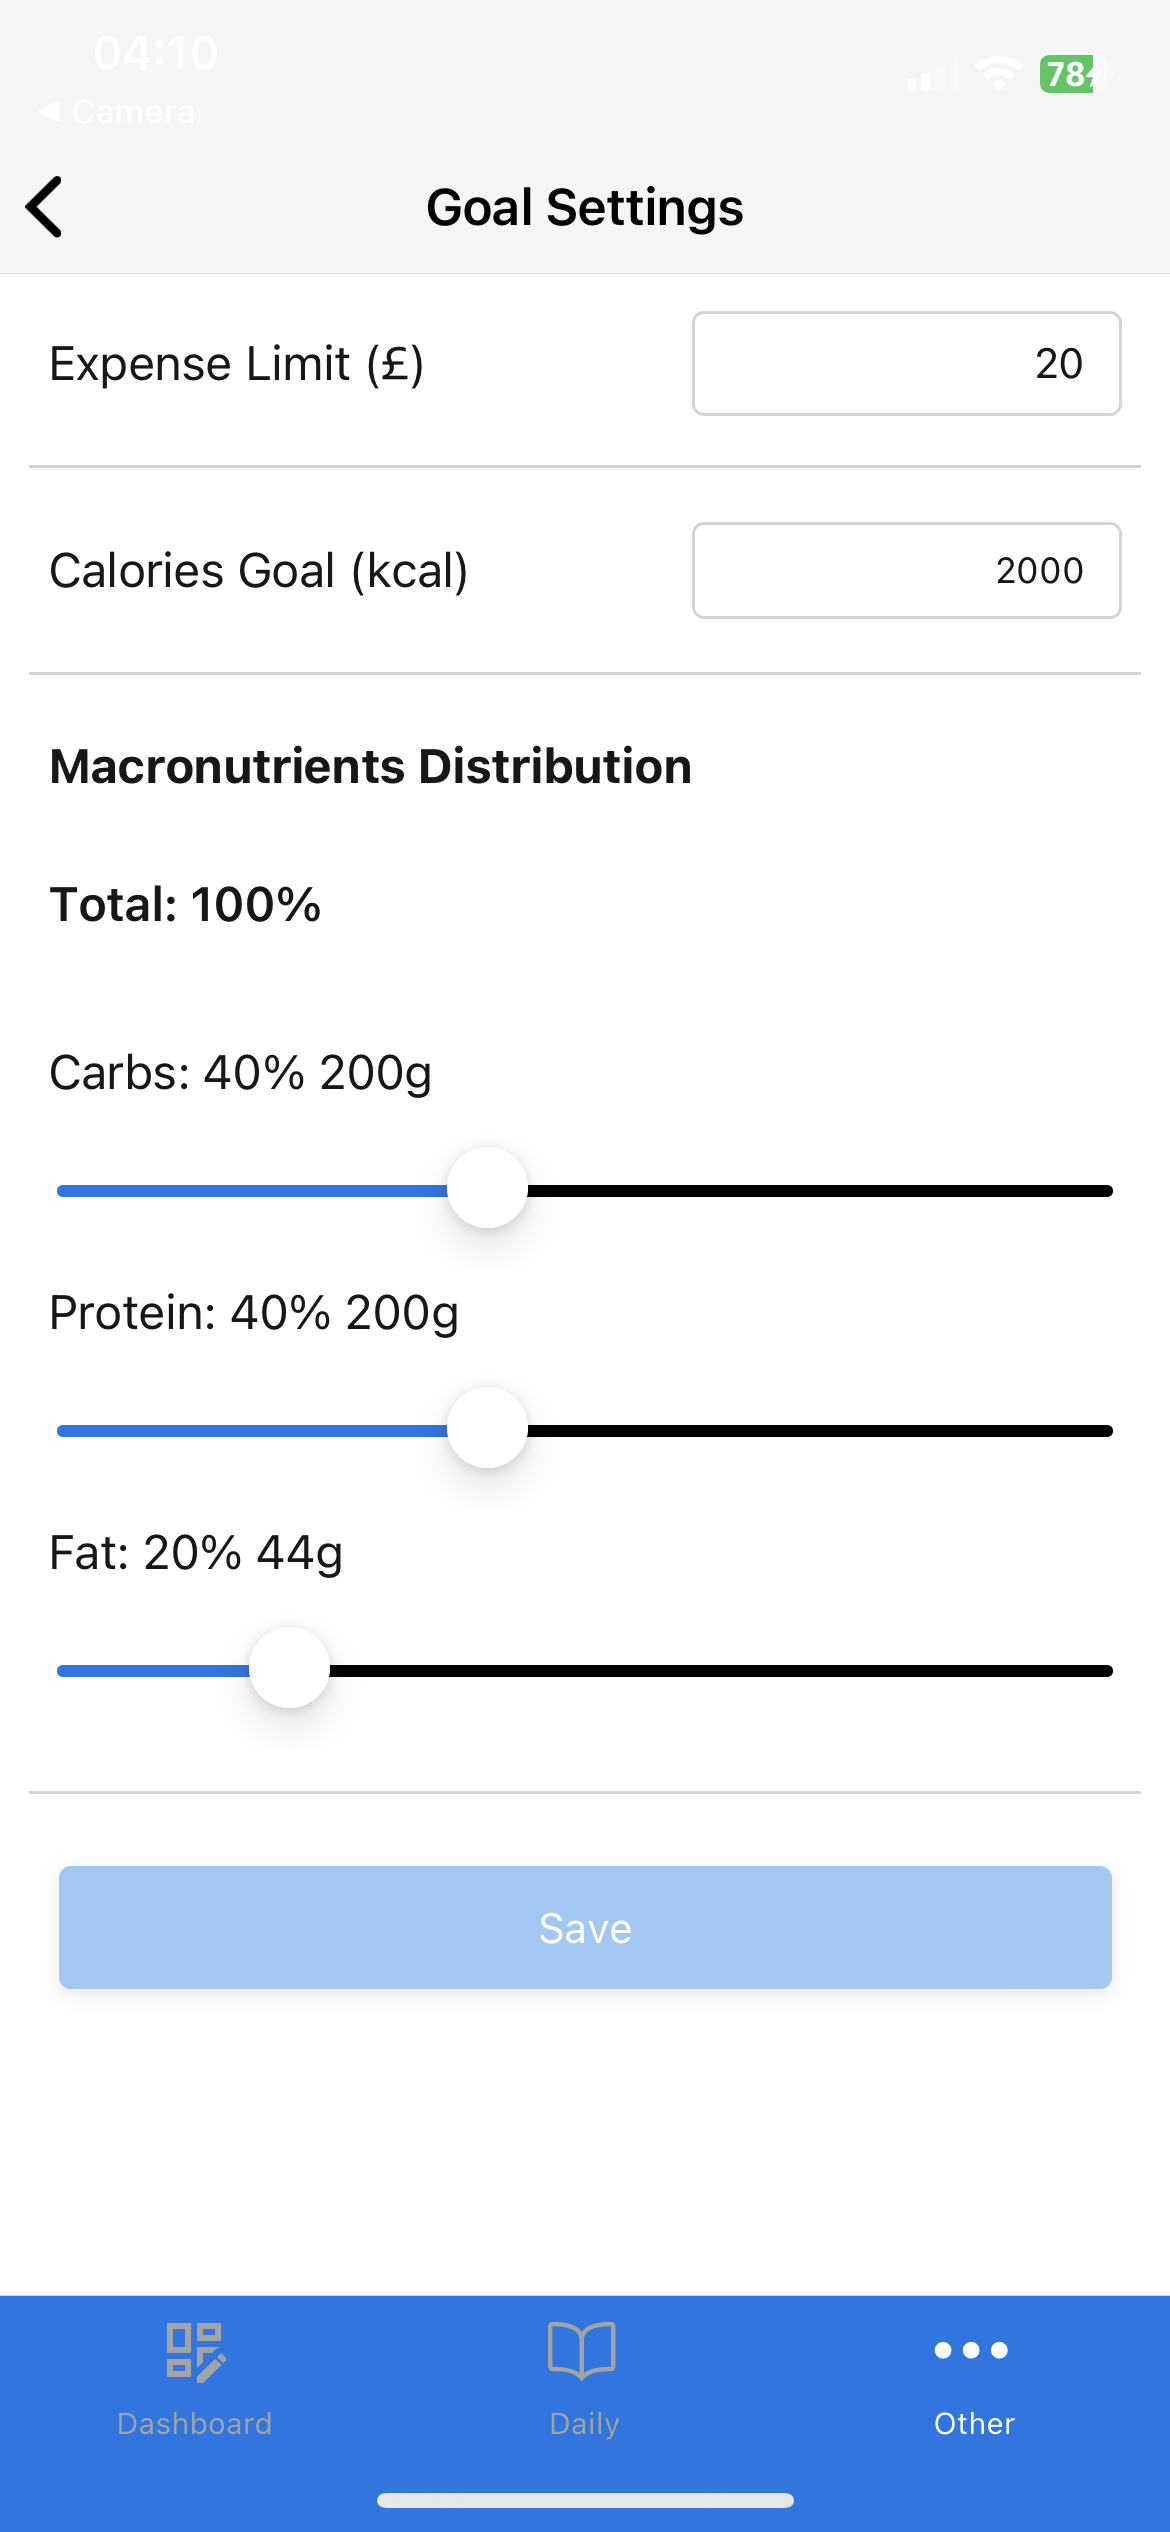 04:10
78
◀ Camera
Goal Settings
Expense Limit (£)
20
Calories Goal (kcal)
2000
Macronutrients Distribution
Total: 100%
Carbs: 40% 200g
Protein: 40% 200g
Fat: 20% 44g
Save
Dashboard
Daily
Other